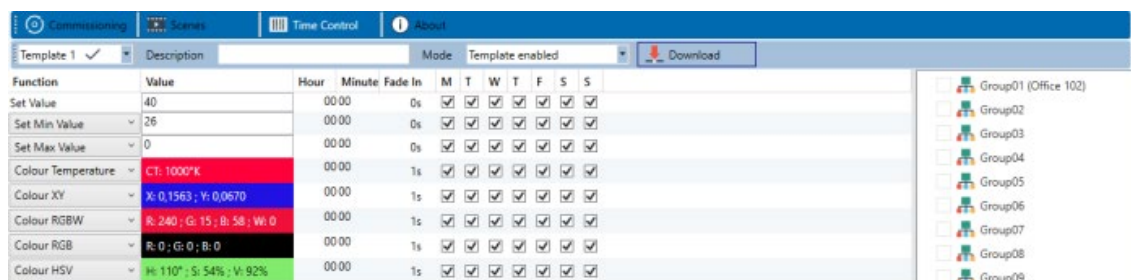 Commissioning Scenes Time Control About
Template 1 Description Mode Template enabled Download
Function Value Hour Minute Fade In M T W T F S S
Set Value 40 00 00 0s
Set Min Value 26 00 00 0s
Set Max Value 0 00 00 0s
Colour Temperature CT: 1000°K 00 00 1s
Colour XY X: 0,1563 ; Y: 0,0670 00 00 1s
Colour RGBW R: 240 ; G: 15 ; B: 58 ; W: 0 00 00 1s
Colour RGB R: 0 ; G: 0 ; B: 0 00 00 1s
Colour HSV H: 110° ; S: 54% ; V: 92% 00 00 1s
Group01 (Office 102)
Group02
Group03
Group04
Group05
Group06
Group07
Group08
Group09